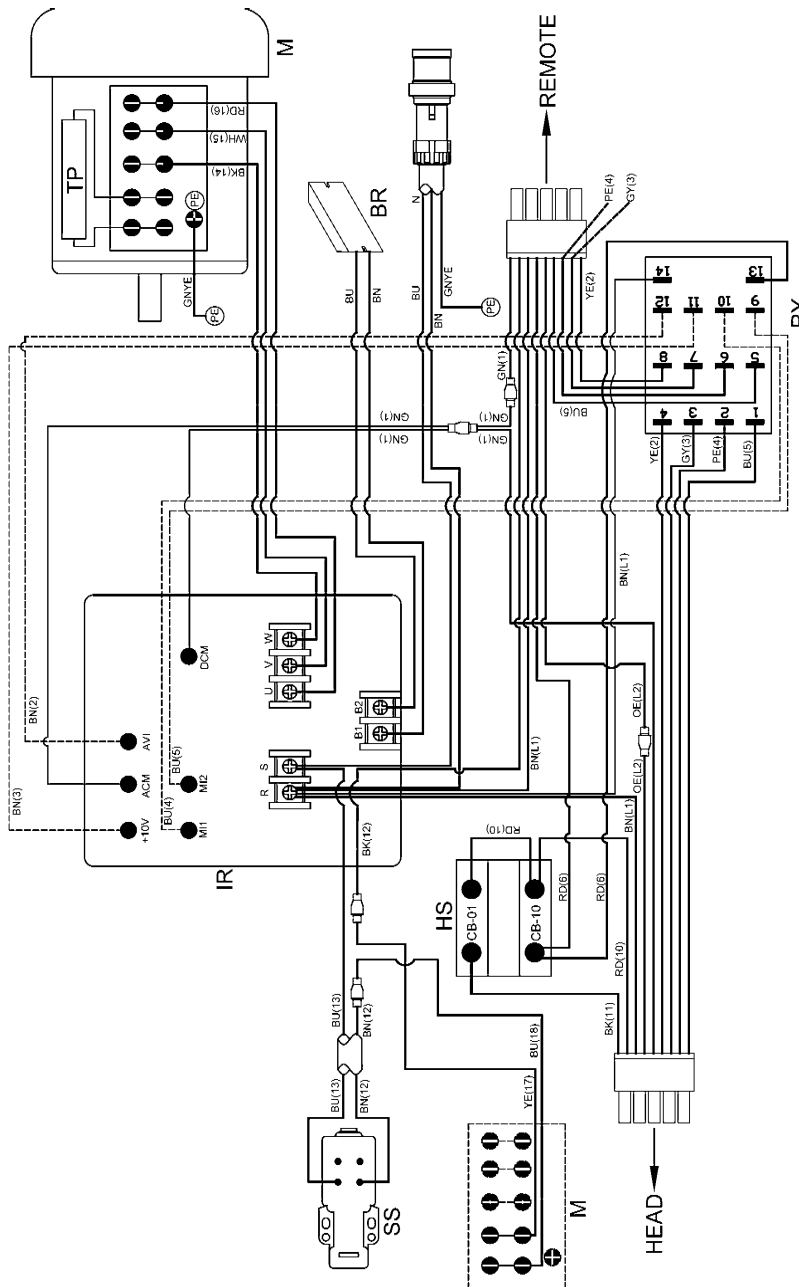 M
TP
RD(16)
WH(15)
BK(14)
PE
GNYE
PE
BR
BU
BN
N
BU
BN
GNYE
PE
REMOTE
PE(4)
GY(3)
YE(2)
GN(1)
BU(5)
14
13
12
11
10
9
8
7
6
5
4
3
2
1
RY
YE(2)
GY(3)
PE(4)
BU(5)
GN(1)
GN(1)
GN(1)
GN(1)
BN(L1)
BN(2)
BN(3)
AVI
ACM
+10V
DCM
BU(5)
BU(4)
MI2
MI1
W
V
U
B2
B1
S
R
IR
BN(L1)
OE(L2)
OE(L2)
BN(L1)
BK(12)
RD(10)
HS
CB-01
CB-10
RD(6)
RD(6)
RD(10)
BK(11)
BU(13)
BN(12)
BU(13)
BN(12)
BU(18)
YE(17)
SS
M
HEAD